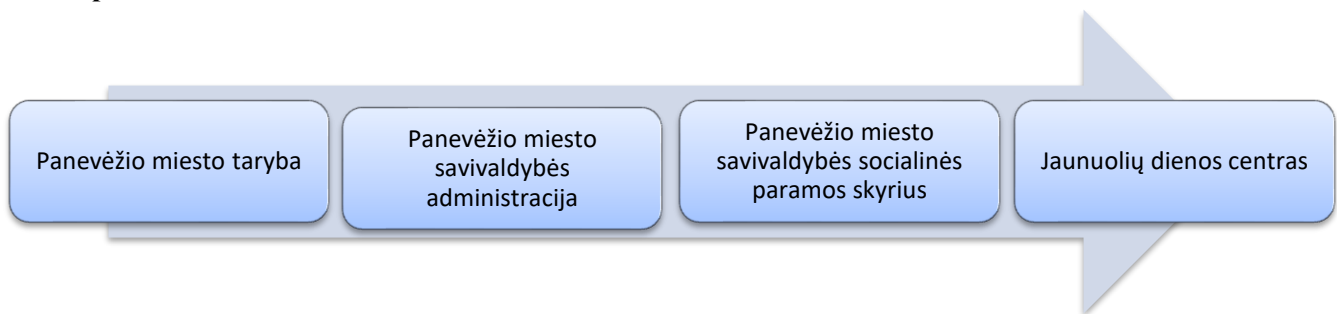 Panevėžio miesto taryba
Panevėžio miesto
savivaldybės
administracija
Panevėžio miesto
savivaldybės socialinės
paramos skyrius
Jaunuolių dienos centras